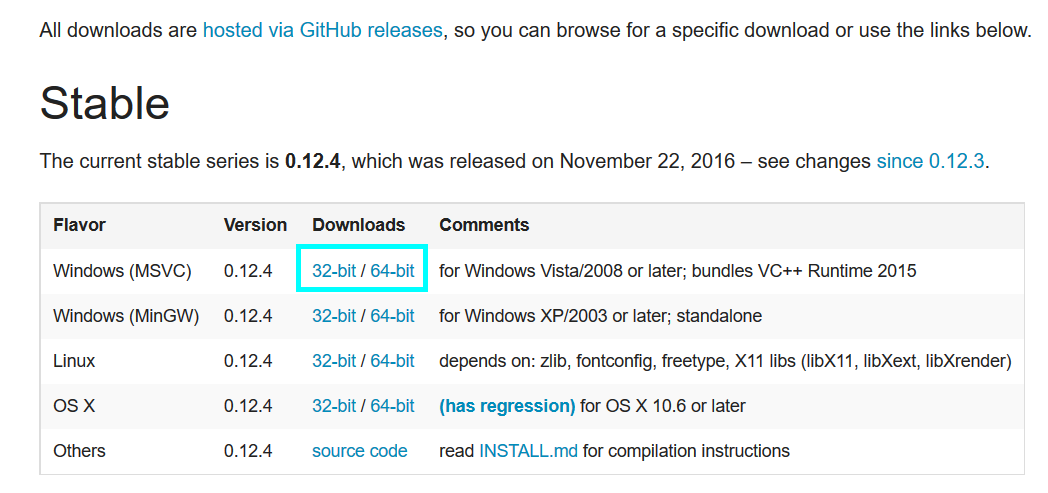 All downloads are hosted via GitHub releases, so you can browse for a specific download or use the links below.
Stable
The current stable series is 0.12.4, which was released on November 22, 2016 – see changes since 0.12.3.
Flavor Version Downloads Comments
Windows (MSVC) 0.12.4 32-bit / 64-bit for Windows Vista/2008 or later; bundles VC++ Runtime 2015
Windows (MinGW) 0.12.4 32-bit / 64-bit for Windows XP/2003 or later; standalone
Linux 0.12.4 32-bit / 64-bit depends on: zlib, fontconfig, freetype, X11 libs (libX11, libXext, libXrender)
OS X 0.12.4 32-bit / 64-bit (has regression) for OS X 10.6 or later
Others 0.12.4 source code read INSTALL.md for compilation instructions